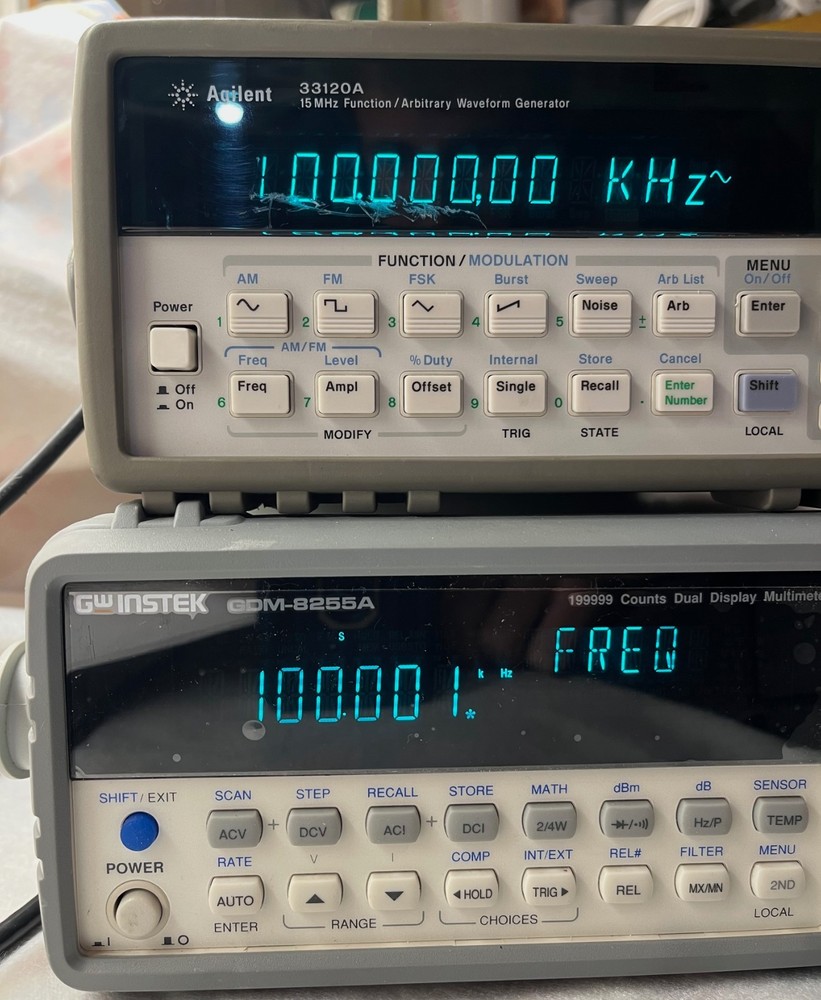 Agilent 33120A
15 MHz Function / Arbitrary Waveform Generator
100.000,00 KHz~
FUNCTION / MODULATION MENU
AM FM FSK Burst Sweep Arb List On/Off
Power
1 2 3 4 5 Noise ± Arb Enter
AM/FM
Freq Level % Duty Internal Store Cancel
Off
On
6 Freq 7 Ampl 8 Offset 9 Single 0 Recall . Enter Number Shift
MODIFY TRIG STATE LOCAL
GW INSTEK GDM-8255A 199999 Counts Dual Display Multimete
S
FREQ
100.001 k Hz
*
SHIFT / EXIT SCAN STEP RECALL STORE MATH dBm dB SENSOR
ACV + DCV ACI + DCI 2/4W Hz/P TEMP
POWER RATE V I COMP INT/EXT REL# FILTER MENU
AUTO HOLD TRIG REL MX/MN 2ND
ENTER RANGE CHOICES LOCAL
I O